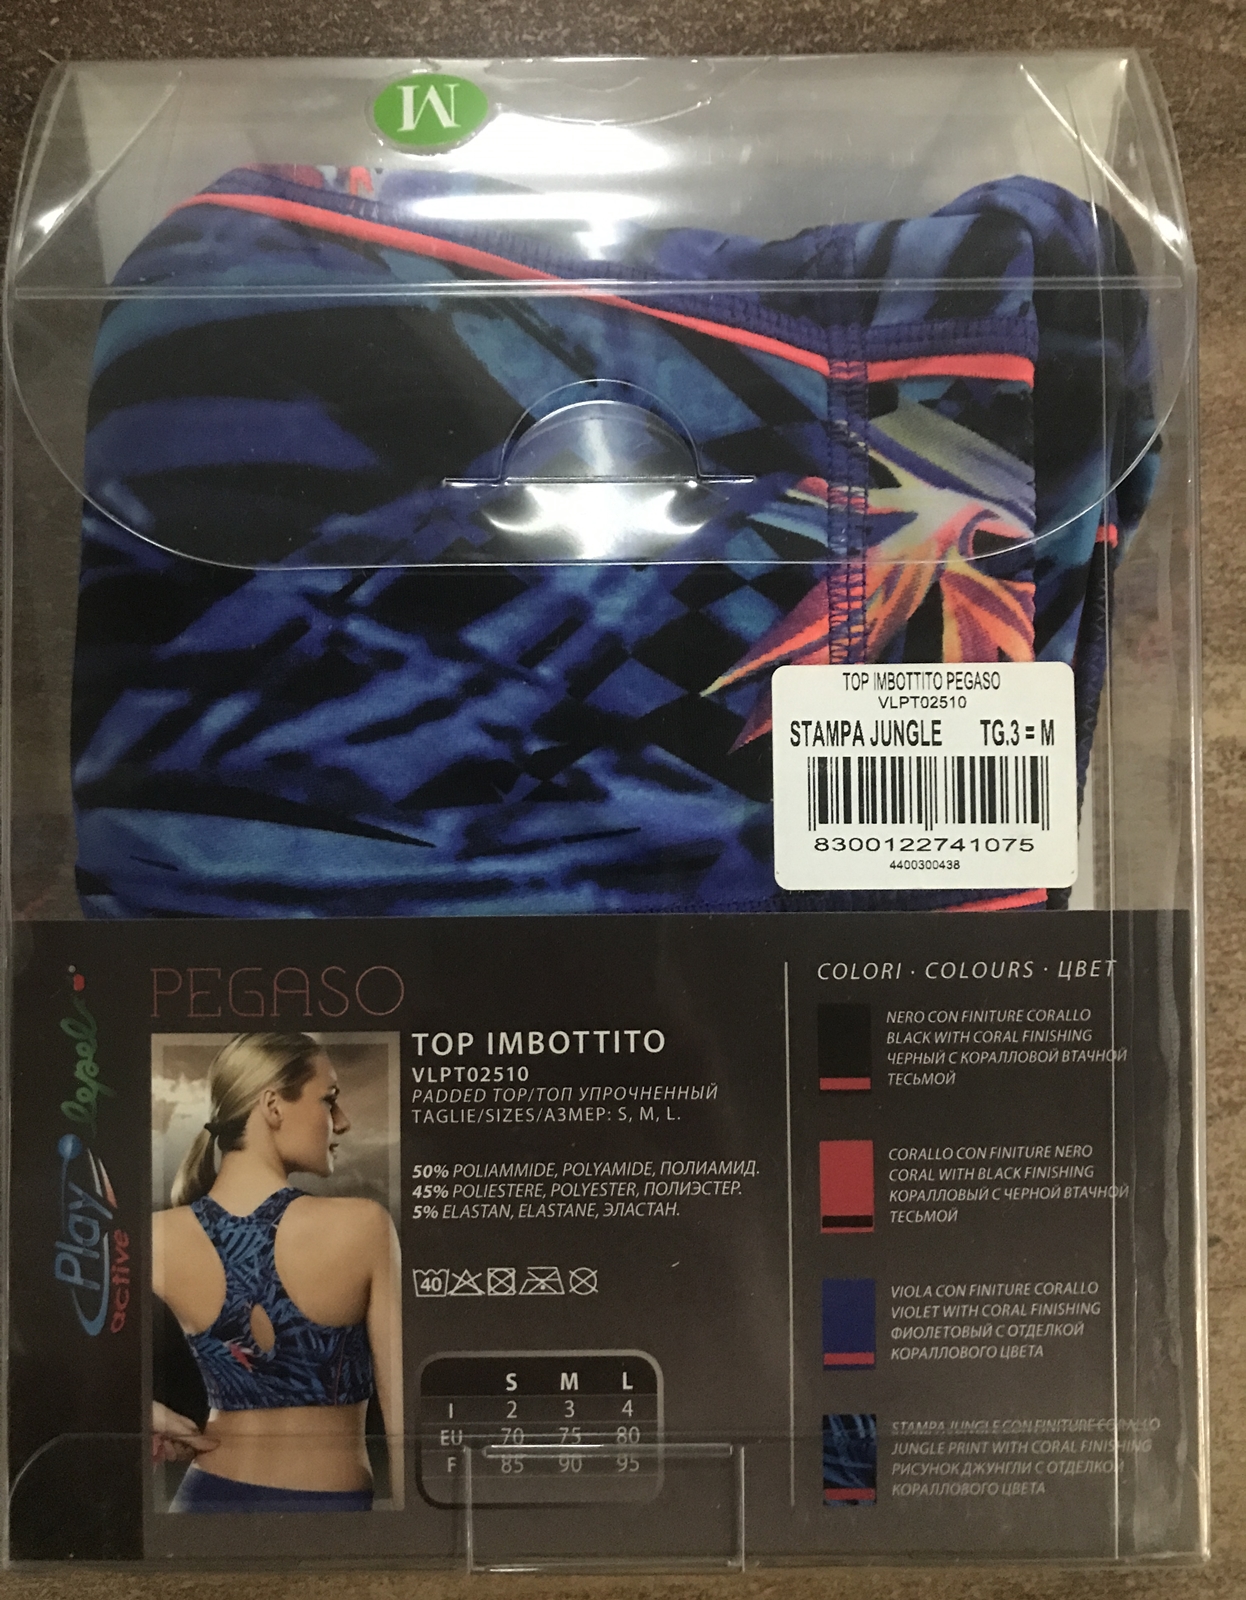 M
TOP IMBOTTITO PEGASO
VLPT02510
STAMPA JUNGLE TG.3 = M
8300122741075
4400300438
PEGASO
TOP IMBOTTITO
VLPT02510
PADDED TOP/ТОП УПРОЧНЕННЫЙ
TAGLIE/SIZES/АЗМЕР: S, M, L.
50% POLIAMMIDE, POLYAMIDE, ПОЛИАМИД.
45% POLIESTERE, POLYESTER, ПОЛИЭСТЕР.
5% ELASTAN, ELASTANE, ЭЛАСТАН.
40
S M L
I 2 3 4
EU 70 75 80
F 85 90 95
lepel
Play
active
COLORI · COLOURS · ЦВЕТ
NERO CON FINITURE CORALLO
BLACK WITH CORAL FINISHING
ЧЕРНЫЙ С КОРАЛЛОВОЙ ВТАЧНОЙ
ТЕСЬМОЙ
CORALLO CON FINITURE NERO
CORAL WITH BLACK FINISHING
КОРАЛЛОВЫЙ С ЧЕРНОЙ ВТАЧНОЙ
ТЕСЬМОЙ
VIOLA CON FINITURE CORALLO
VIOLET WITH CORAL FINISHING
ФИОЛЕТОВЫЙ С ОТДЕЛКОЙ
КОРАЛЛОВОГО ЦВЕТА
STAMPA JUNGLE CON FINITURE CORALLO
JUNGLE PRINT WITH CORAL FINISHING
РИСУНОК ДЖУНГЛИ С ОТДЕЛКОЙ
КОРАЛЛОВОГО ЦВЕТА